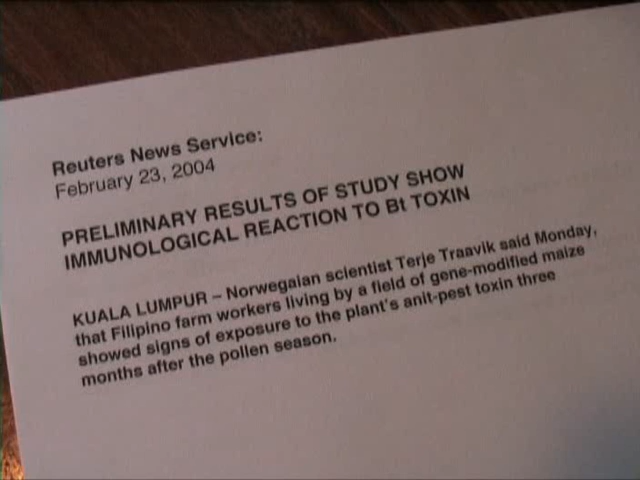 Reuters News Service:
February 23, 2004
PRELIMINARY RESULTS OF STUDY SHOW
IMMUNOLOGICAL REACTION TO Bt TOXIN
KUALA LUMPUR – Norwegaian scientist Terje Traavik said Monday,
that Filipino farm workers living by a field of gene-modified maize
showed signs of exposure to the plant's anit-pest toxin three
months after the pollen season.